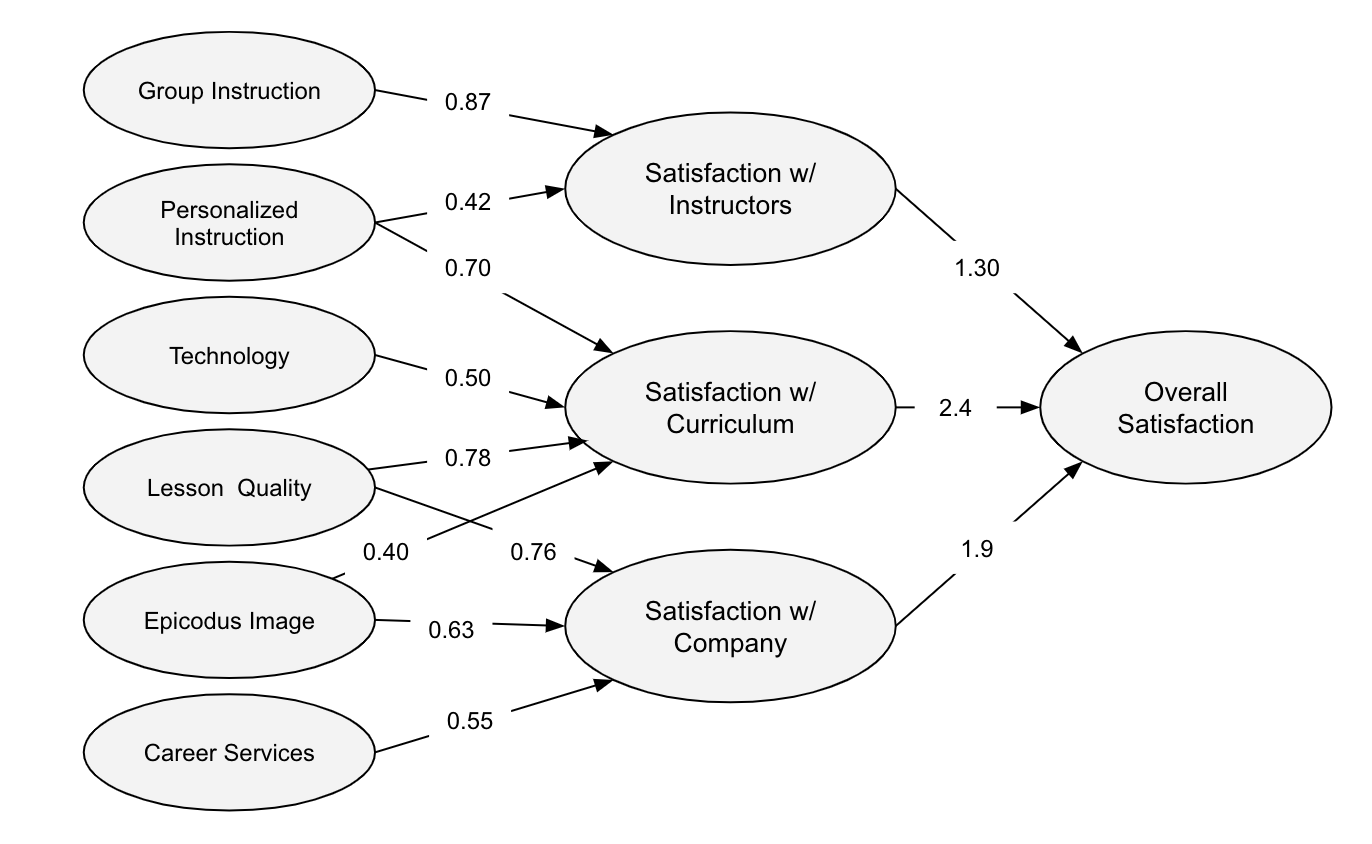 Group Instruction
0.87
Personalized
Instruction
0.42
0.70
Technology
0.50
Lesson  Quality
0.78
0.76
Epicodus Image
0.40
0.63
Career Services
0.55
Satisfaction w/
Instructors
1.30
Satisfaction w/
Curriculum
2.4
Satisfaction w/
Company
1.9
Overall
Satisfaction